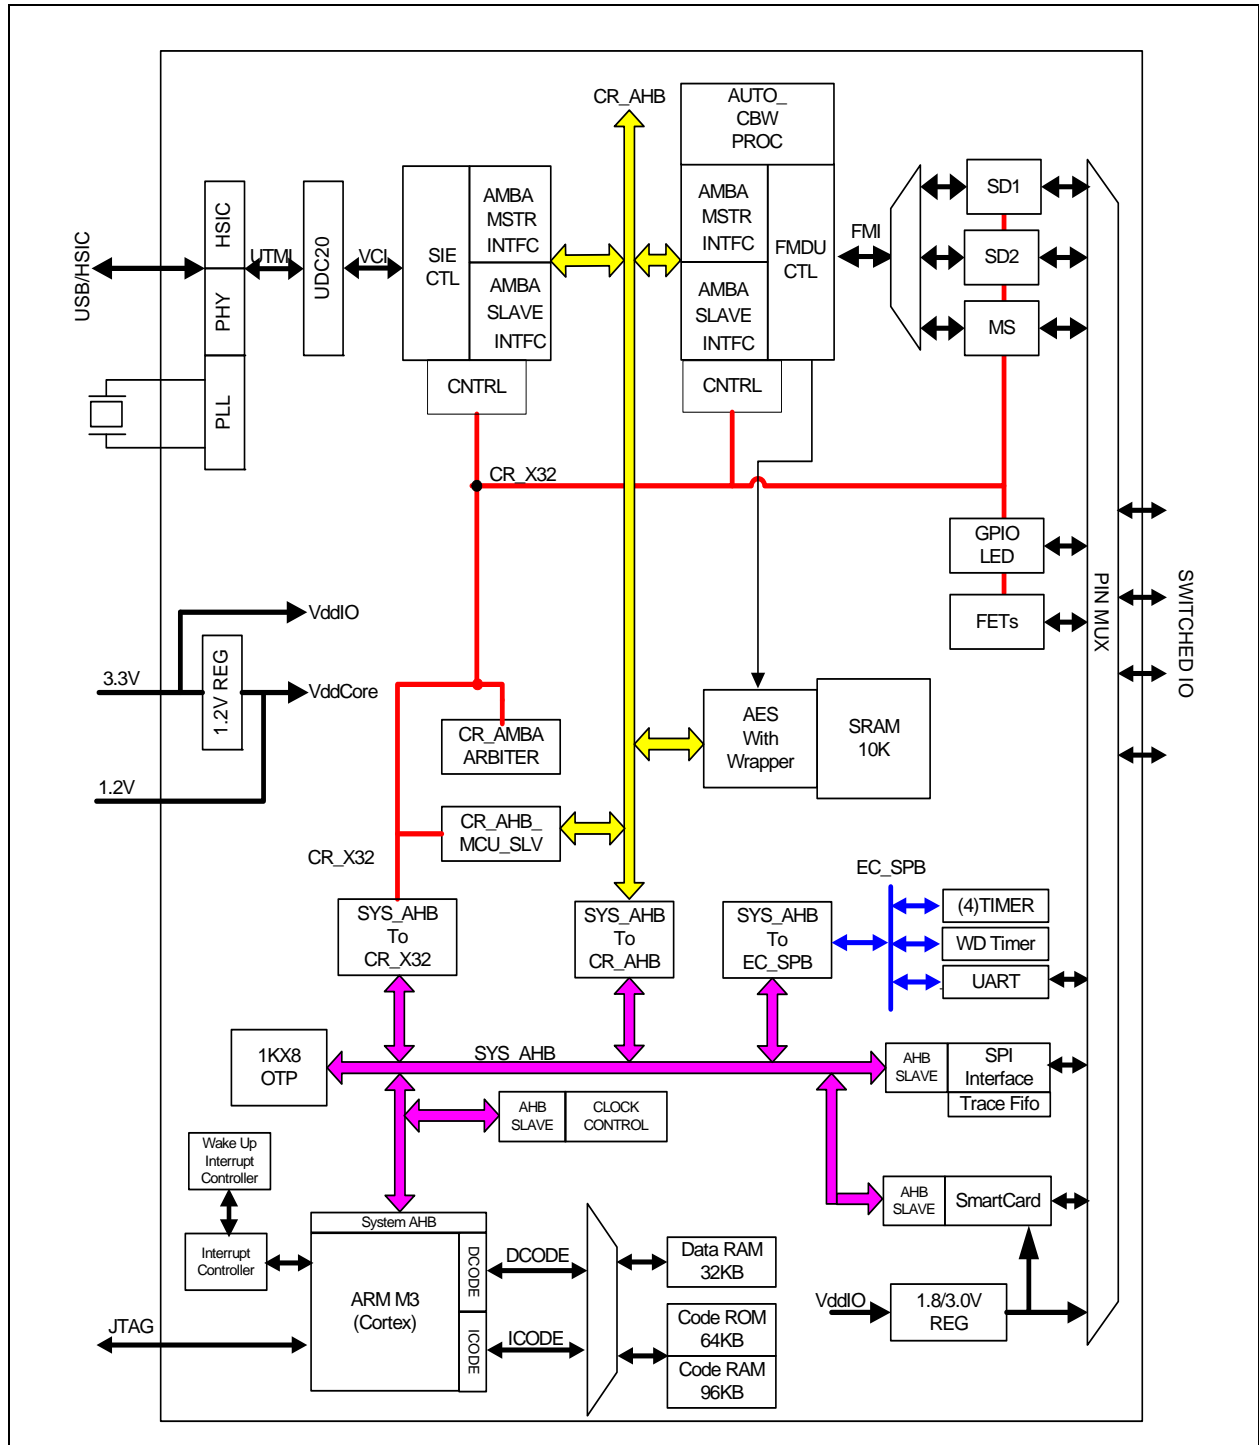 CR_AHB
AUTO_
CBW
PROC
USB/HSIC
HSIC
PHY
PLL
UTMI
UDC20
VCI
SIE
CTL
AMBA
MSTR
INTFC
AMBA
SLAVE
INTFC
CNTRL
AMBA
MSTR
INTFC
AMBA
SLAVE
INTFC
FMDU
CTL
CNTRL
FMI
SD1
SD2
MS
CR_X32
GPIO
LED
FETs
PIN MUX
SWITCHED IO
VddIO
3.3V
1.2V REG
VddCore
1.2V
CR_AMBA
ARBITER
AES
With
Wrapper
SRAM
10K
CR_AHB_
MCU_SLV
CR_X32
EC_SPB
SYS_AHB
To
CR_X32
SYS_AHB
To
CR_AHB
SYS_AHB
To
EC_SPB
(4)TIMER
WD Timer
UART
1KX8
OTP
SYS_AHB
AHB
SLAVE
SPI
Interface
Trace Fifo
AHB
SLAVE
CLOCK
CONTROL
Wake Up
Interrupt
Controller
AHB
SLAVE
SmartCard
System AHB
Interrupt
Controller
ARM M3
(Cortex)
DCODE
ICODE
DCODE
ICODE
Data RAM
32KB
Code ROM
64KB
Code RAM
96KB
JTAG
VddIO
1.8/3.0V
REG